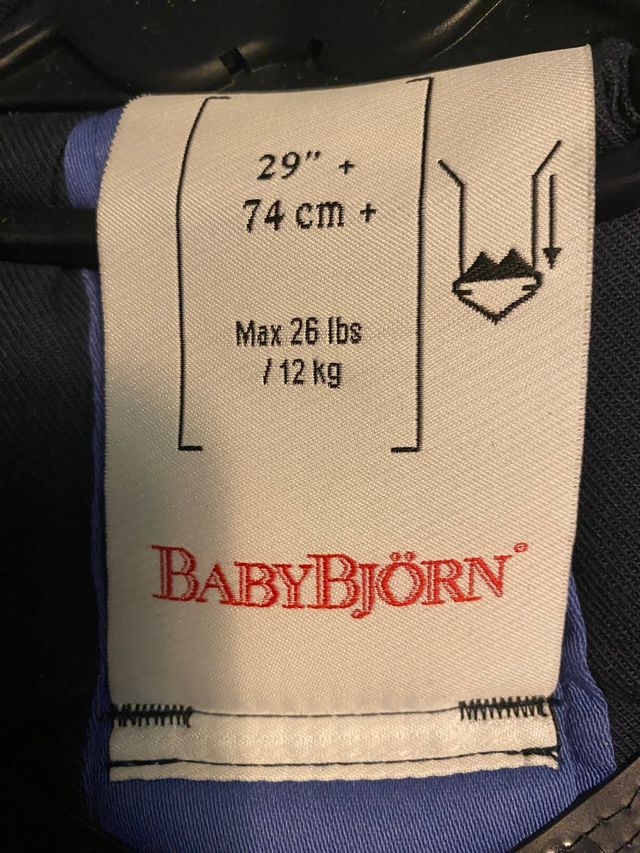 29" +
74 cm +
Max 26 lbs
/ 12 kg
BABYBJÖRN®